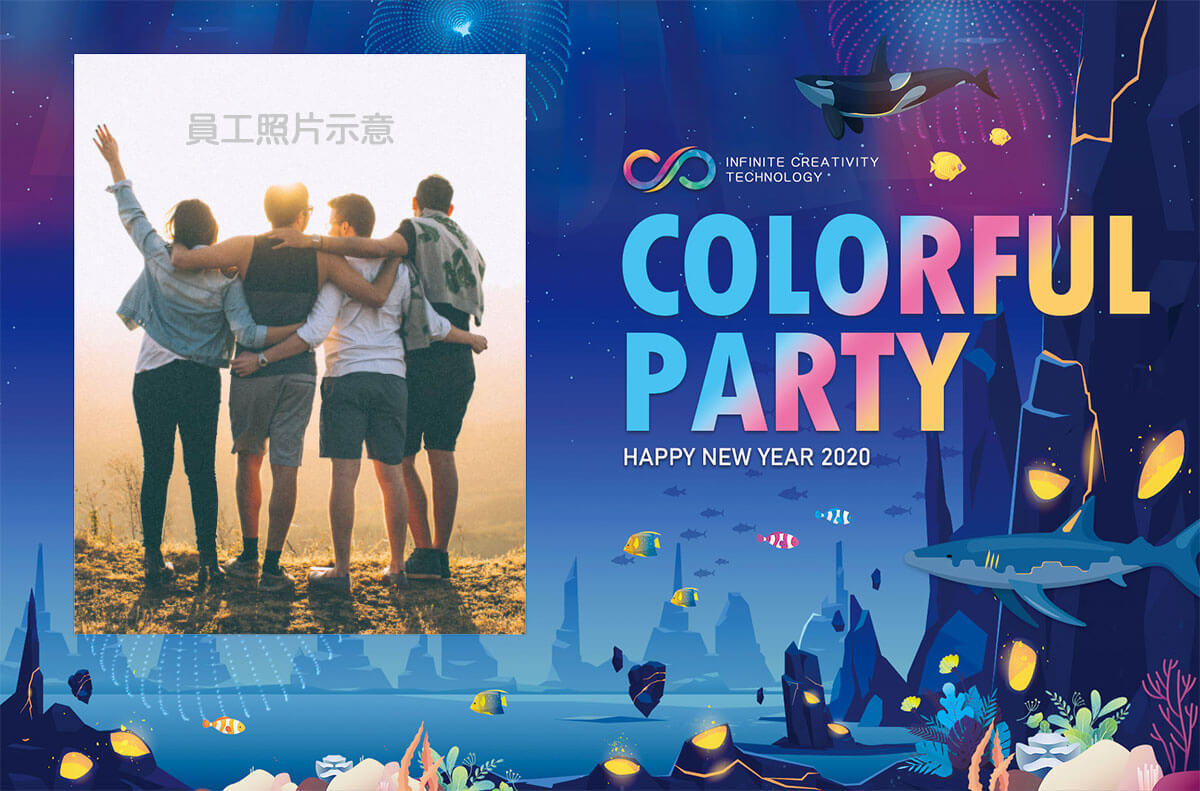 員工照片示意
INFINITE CREATIVITY
TECHNOLOGY
COLORFUL
PARTY
HAPPY NEW YEAR 2020